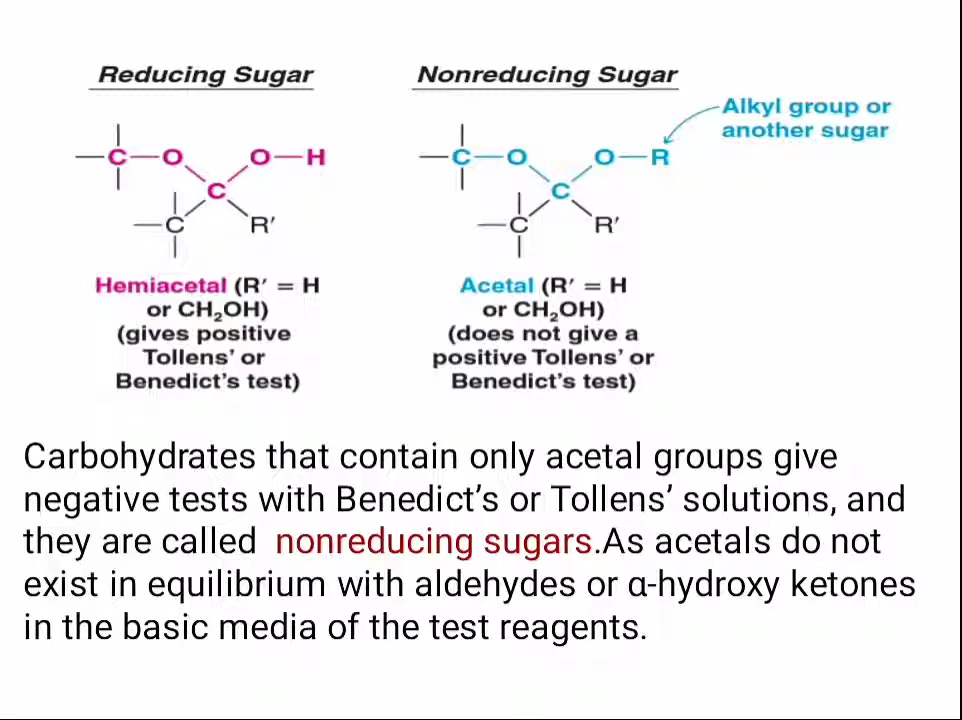 Reducing Sugar
Nonreducing Sugar
Alkyl group or
another sugar
C O O H
C
C R′
C O O R
C
C R′
Hemiacetal (R′ = H
or CH₂OH)
(gives positive
Tollens’ or
Benedict’s test)
Acetal (R′ = H
or CH₂OH)
(does not give a
positive Tollens’ or
Benedict’s test)
Carbohydrates that contain only acetal groups give
negative tests with Benedict’s or Tollens’ solutions, and
they are called nonreducing sugars.As acetals do not
exist in equilibrium with aldehydes or α-hydroxy ketones
in the basic media of the test reagents.